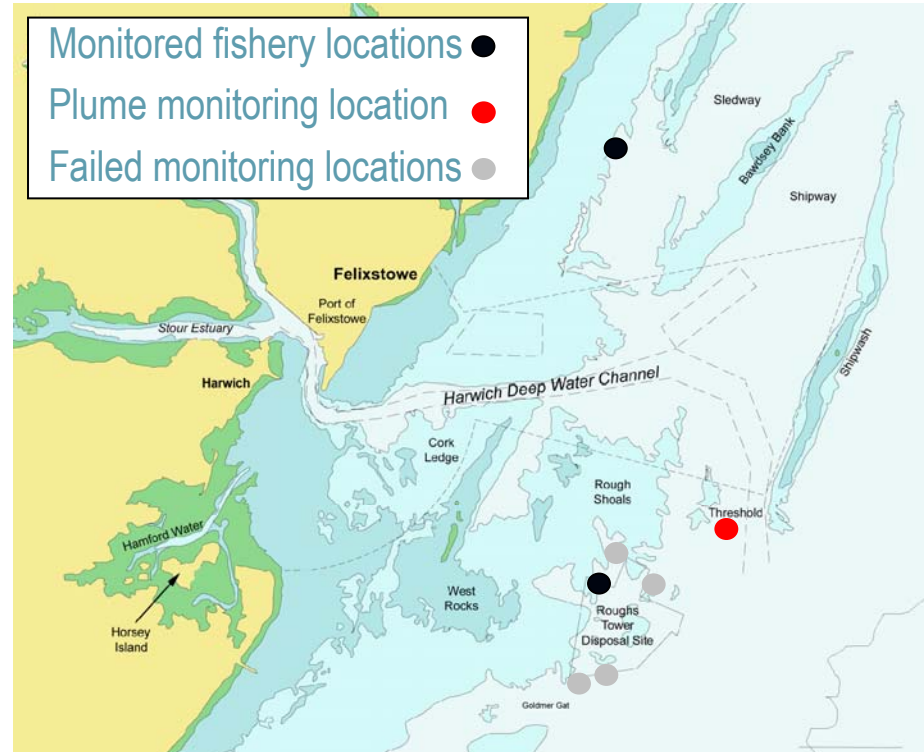 Monitored fishery locations
Plume monitoring location
Failed monitoring locations
Sledway
Bawdsey Bank
Shipway
Felixstowe
Port of
Felixstowe
Stour Estuary
Harwich
Shipwash
Harwich Deep Water Channel
Cork
Ledge
Rough
Shoals
Threshold
Hamford Water
West
Rocks
Roughs
Tower
Disposal Site
Horsey
Island
Goldmer Gat